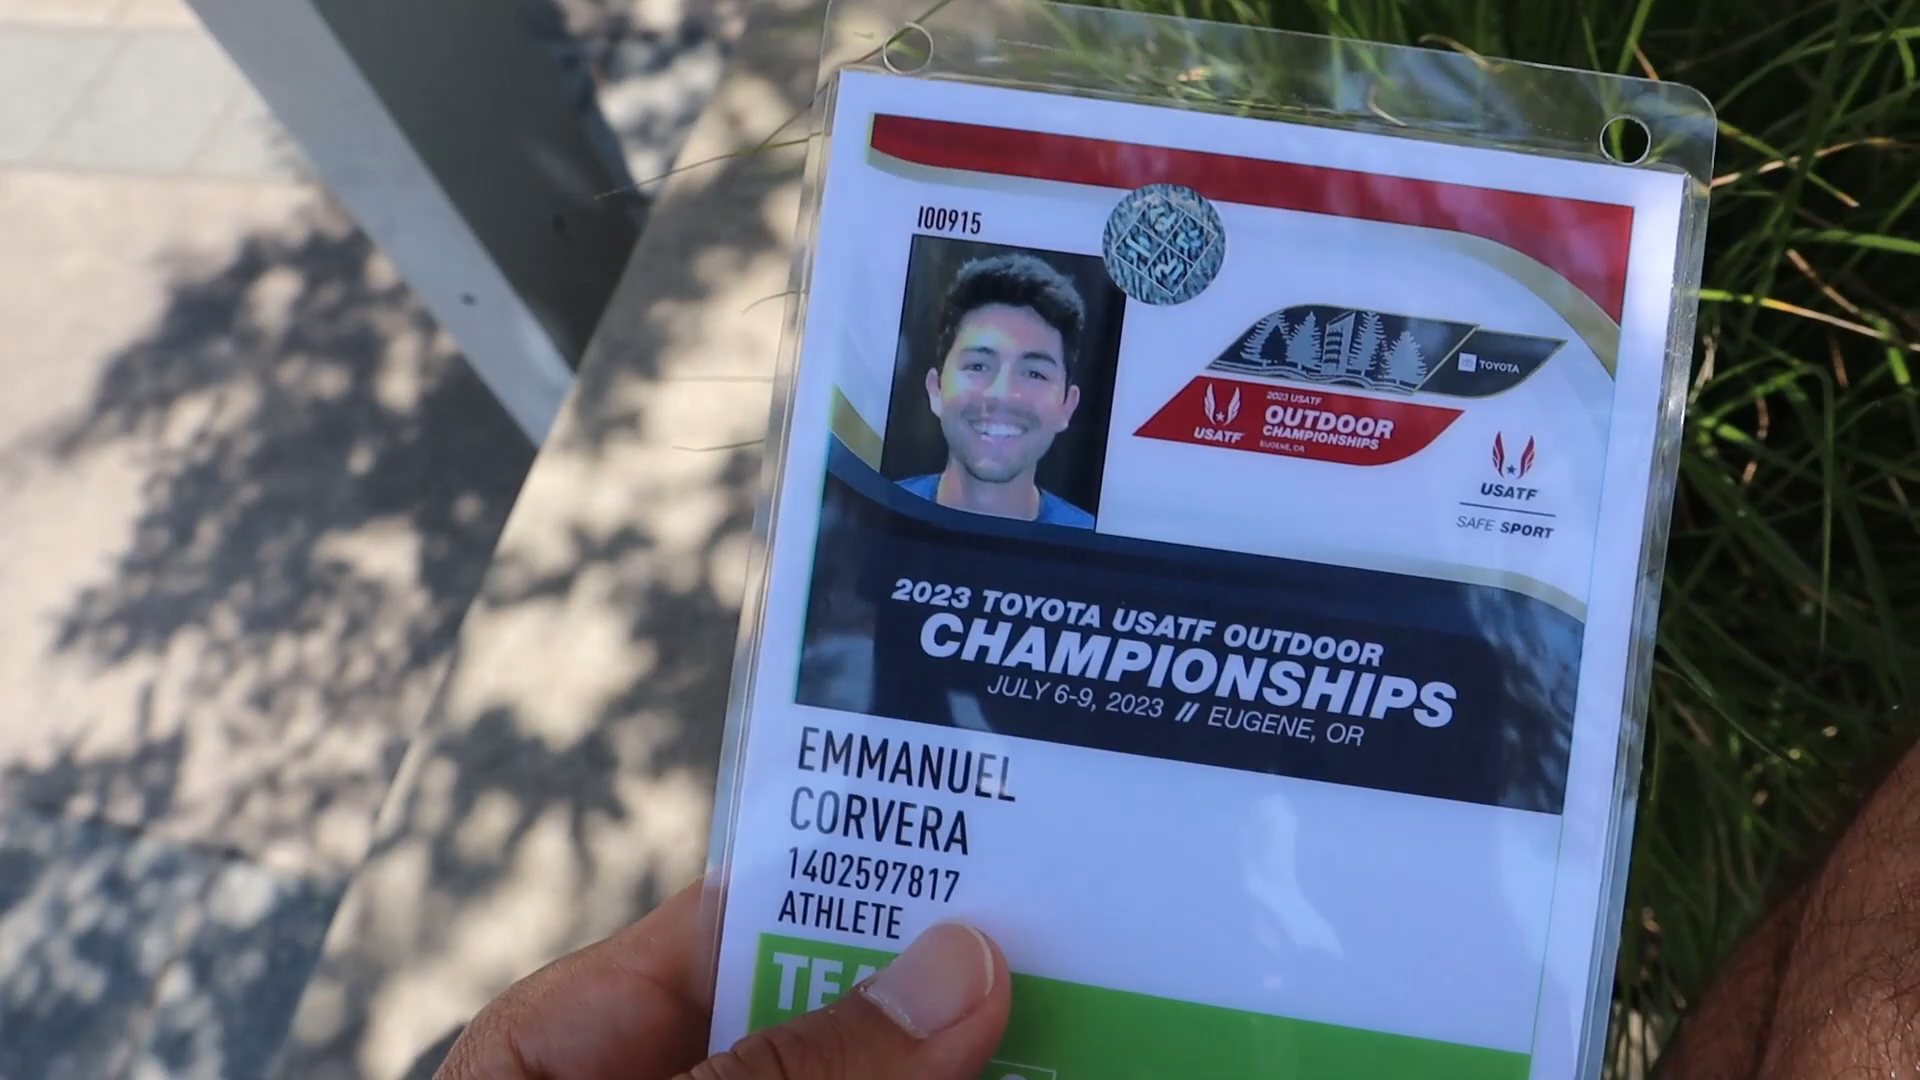 I00915
TOYOTA
2023 USATF
OUTDOOR
CHAMPIONSHIPS
EUGENE, OR
USATF
USATF
SAFE SPORT
2023 TOYOTA USATF OUTDOOR
CHAMPIONSHIPS
JULY 6-9, 2023 // EUGENE, OR
EMMANUEL
CORVERA
1402597817
ATHLETE